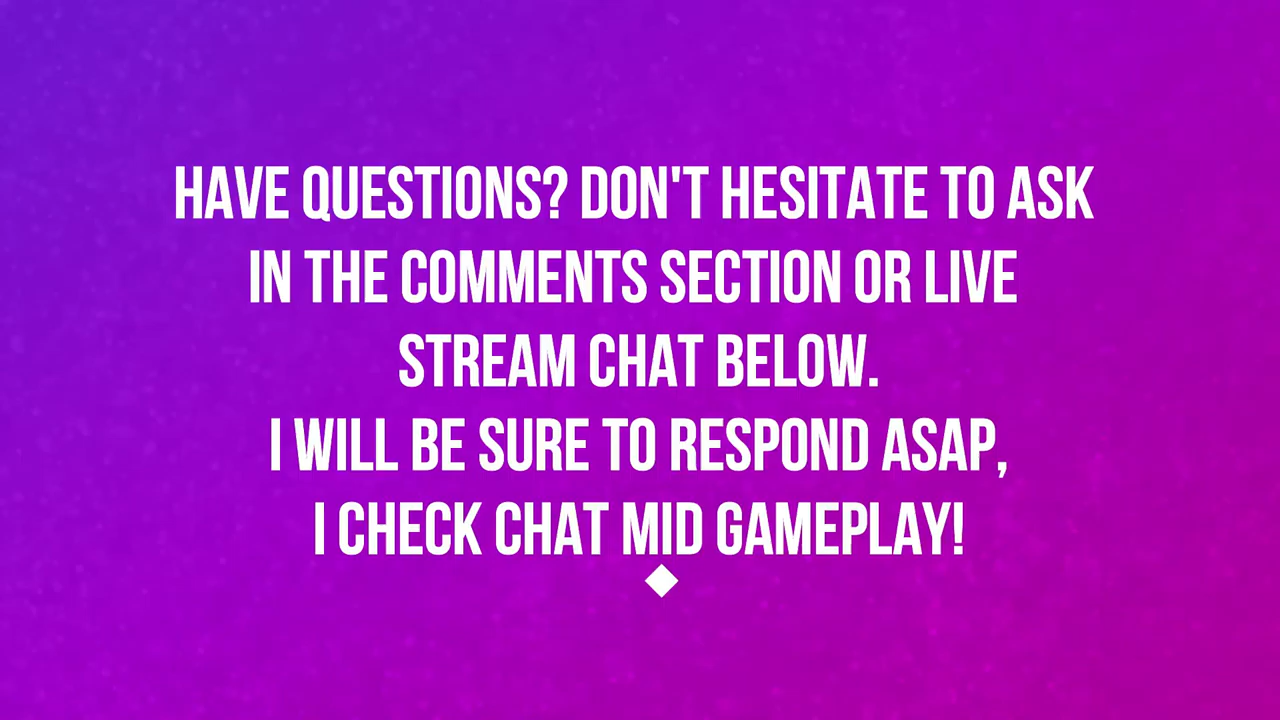 HAVE QUESTIONS? DON'T HESITATE TO ASK
IN THE COMMENTS SECTION OR LIVE
STREAM CHAT BELOW.
I WILL BE SURE TO RESPOND ASAP,
I CHECK CHAT MID GAMEPLAY!